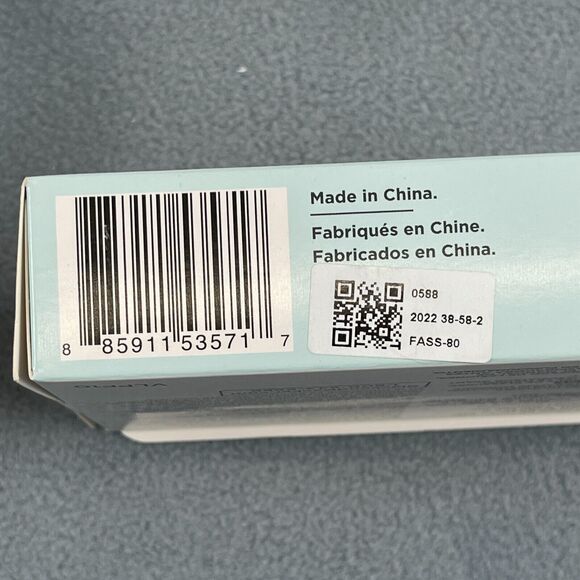 Made in China.
Fabriqués en Chine.
Fabricados en China.
0588
2022 38-58-2
FASS-80
8 85911 53571 7